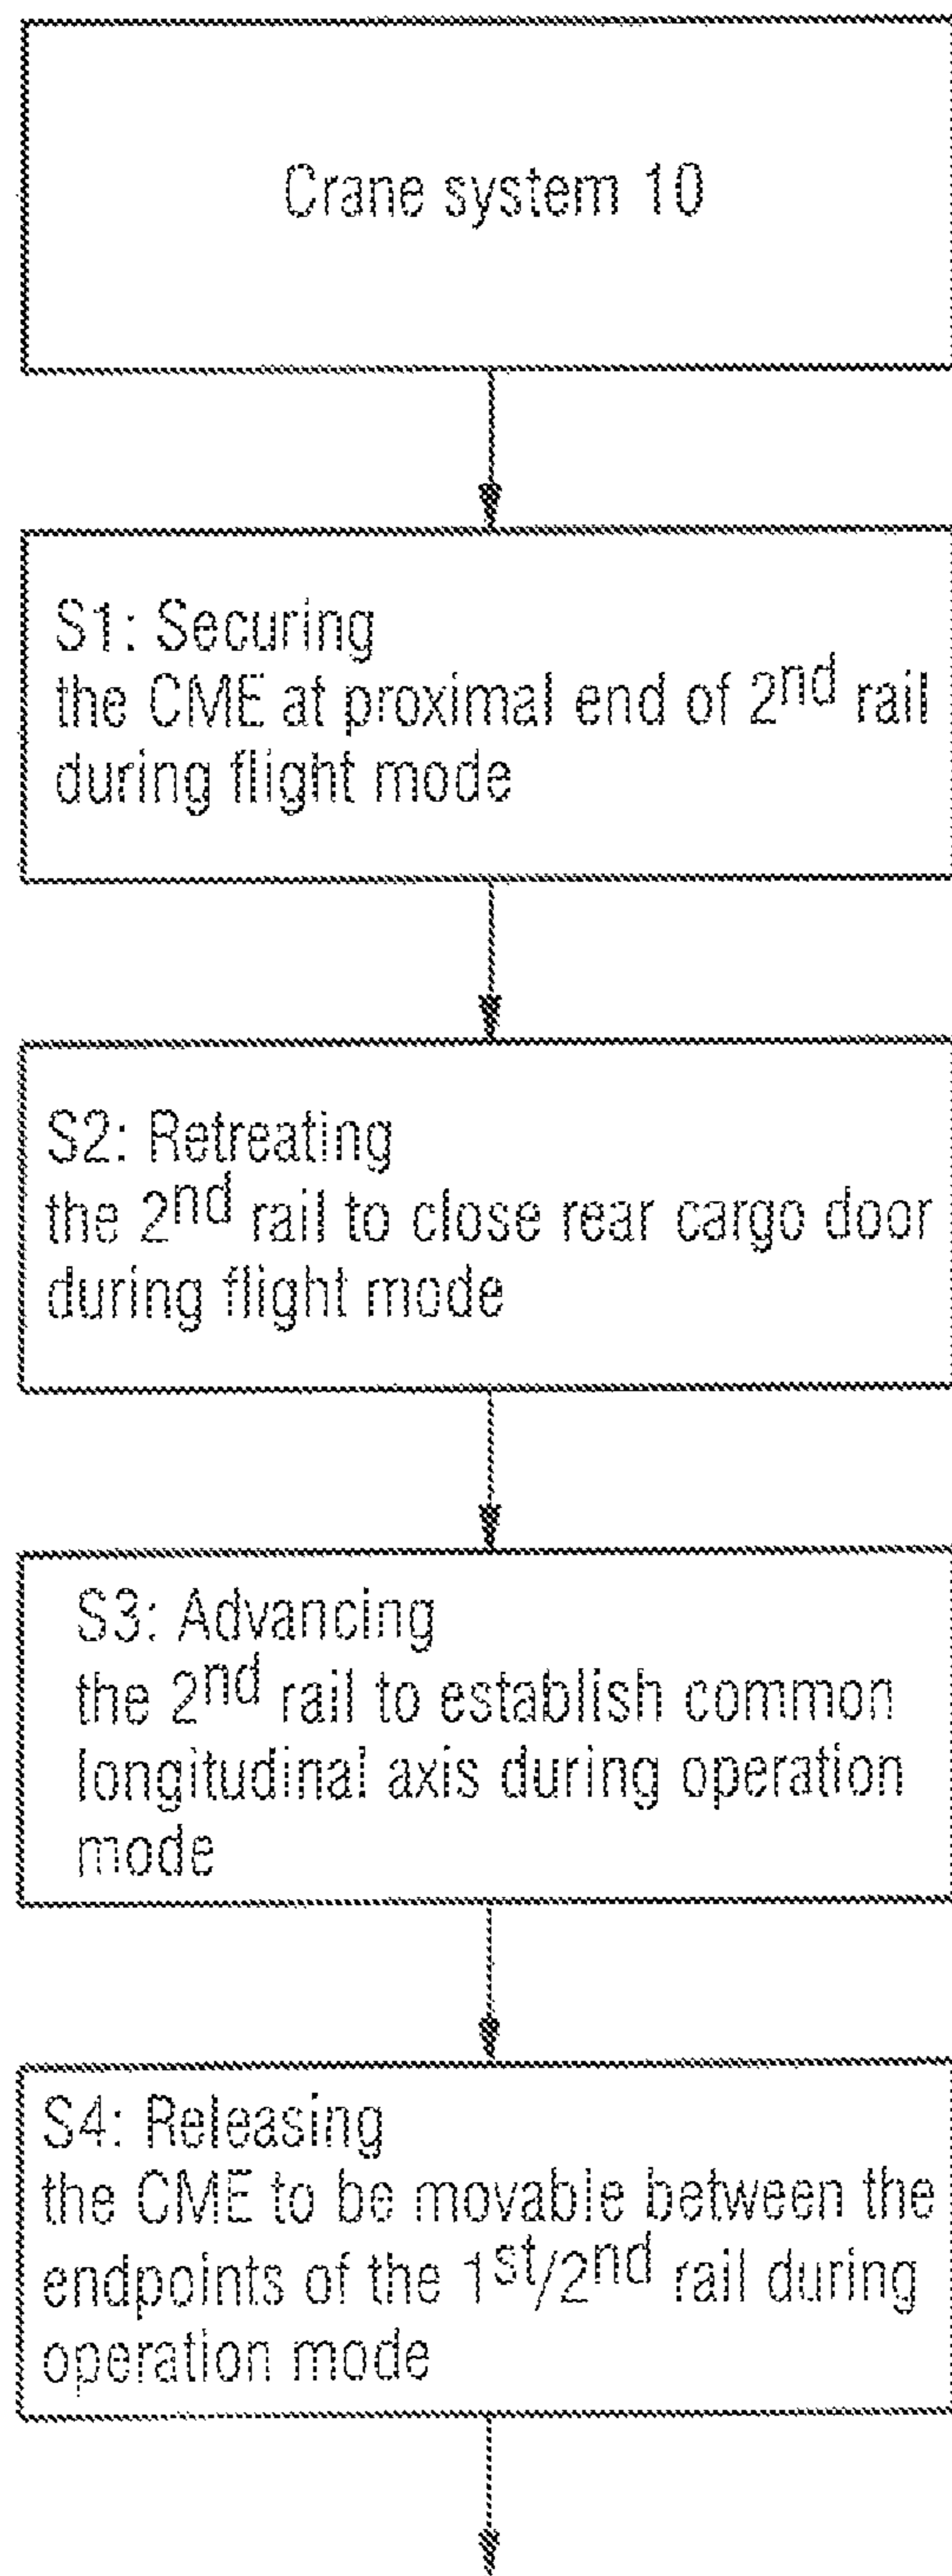 Crane system 10
S1: Securing
the CME at proximal end of 2nd rail
during flight mode
S2: Retreating
the 2nd rail to close rear cargo door
during flight mode
S3: Advancing
the 2nd rail to establish common
longitudinal axis during operation
mode
S4: Releasing
the CME to be movable between the
endpoints of the 1st/2nd rail during
operation mode